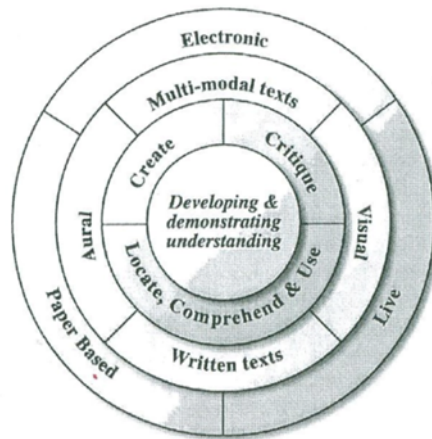 Electronic
Multi-modal texts
Create
Critique
Developing &
demonstrating
understanding
Aural
Visual
Locate, Comprehend & Use
Written texts
Paper Based
Live